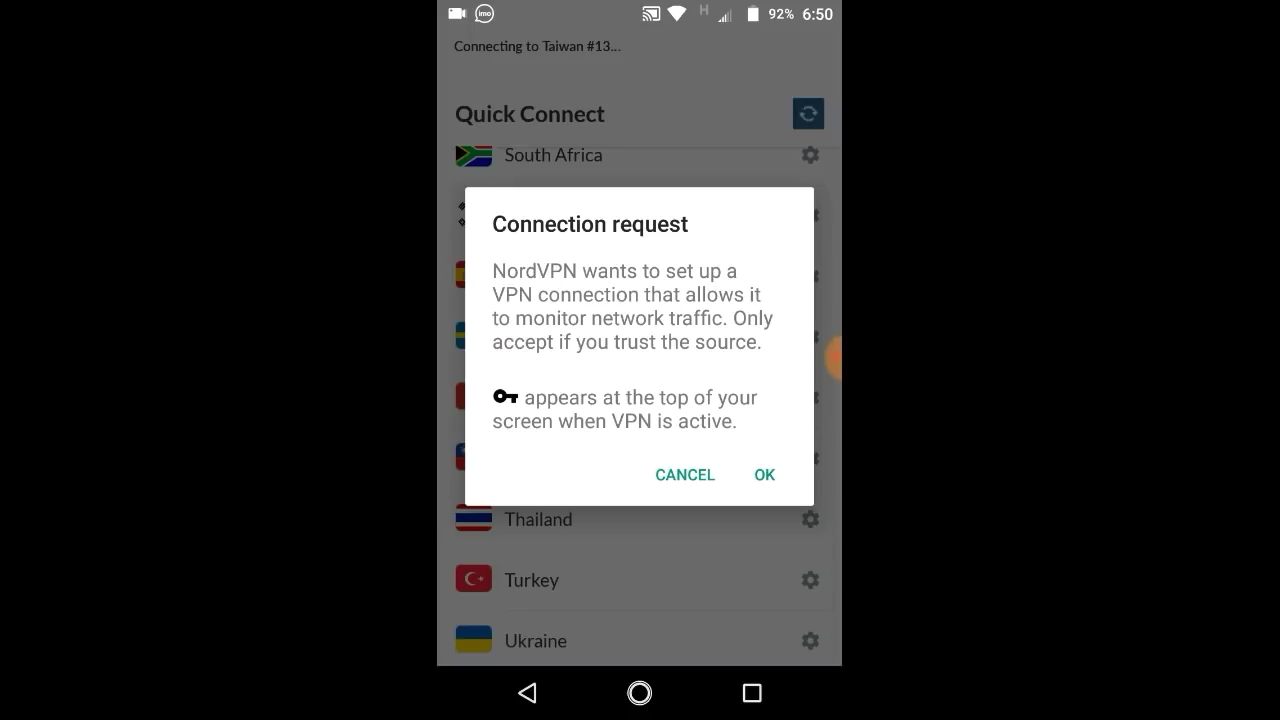 imo H 92% 6:50
Connecting to Taiwan #13...
Quick Connect
South Africa
Connection request
NordVPN wants to set up a
VPN connection that allows it
to monitor network traffic. Only
accept if you trust the source.
appears at the top of your
screen when VPN is active.
CANCEL OK
Thailand
Turkey
Ukraine